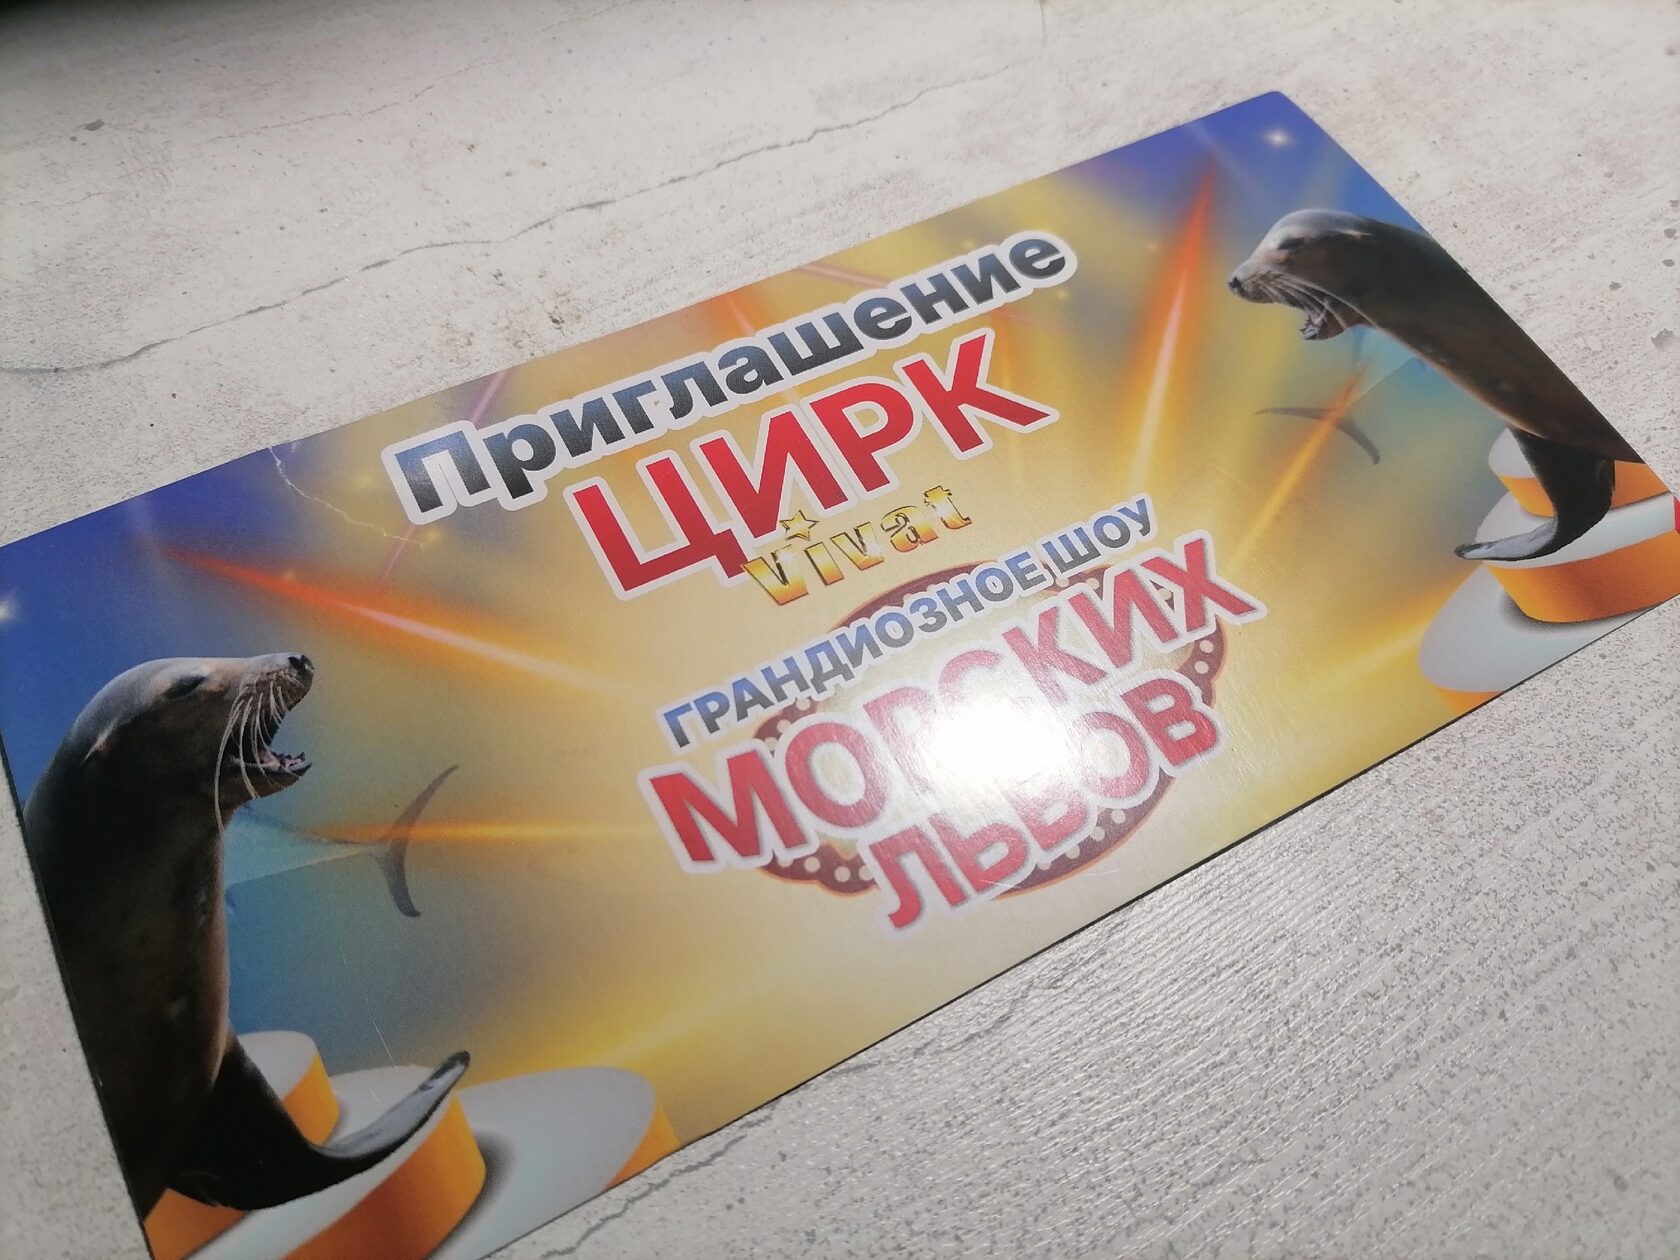 Приглашение
ЦИРК
Vivat
ГРАНДИОЗНОЕ ШОУ
МОРСКИХ
ЛЬВОВ